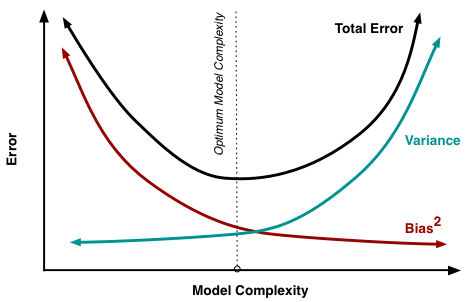 Total Error
Optimum Model Complexity
Variance
Error
Bias2
Model Complexity